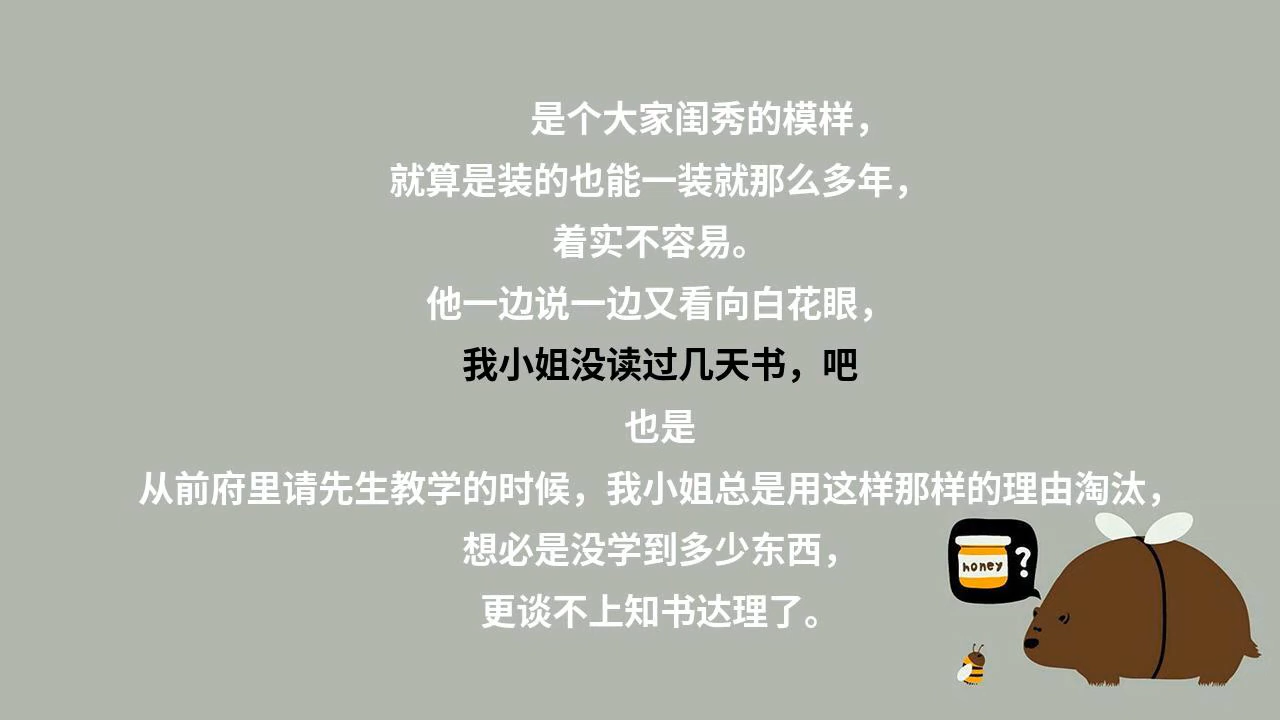 是个大家闺秀的模样，
就算是装的也能一装就那么多年，
着实不容易。
他一边说一边又看向白花眼，
我小姐没读过几天书，吧
也是
从前府里请先生教学的时候，我小姐总是用这样那样的理由淘汰，
想必是没学到多少东西，
更谈不上知书达理了。
honey ?